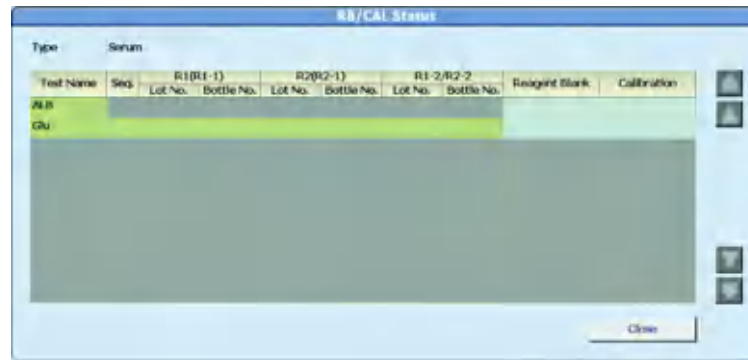 RB/CAL Status
Type Serum
Test Name Seq. R1(R1-1) R2(R2-1) R1-2/R2-2 Reagent Blank Calibration
Lot No. Bottle No. Lot No. Bottle No. Lot No. Bottle No.
ALB
Glu
Close